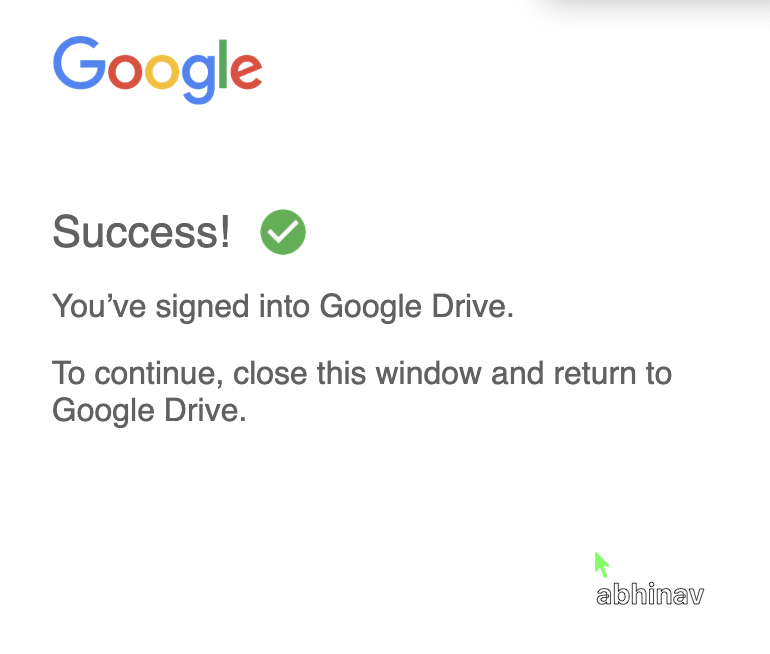 Google
Success!
You’ve signed into Google Drive.
To continue, close this window and return to
Google Drive.
abhinav